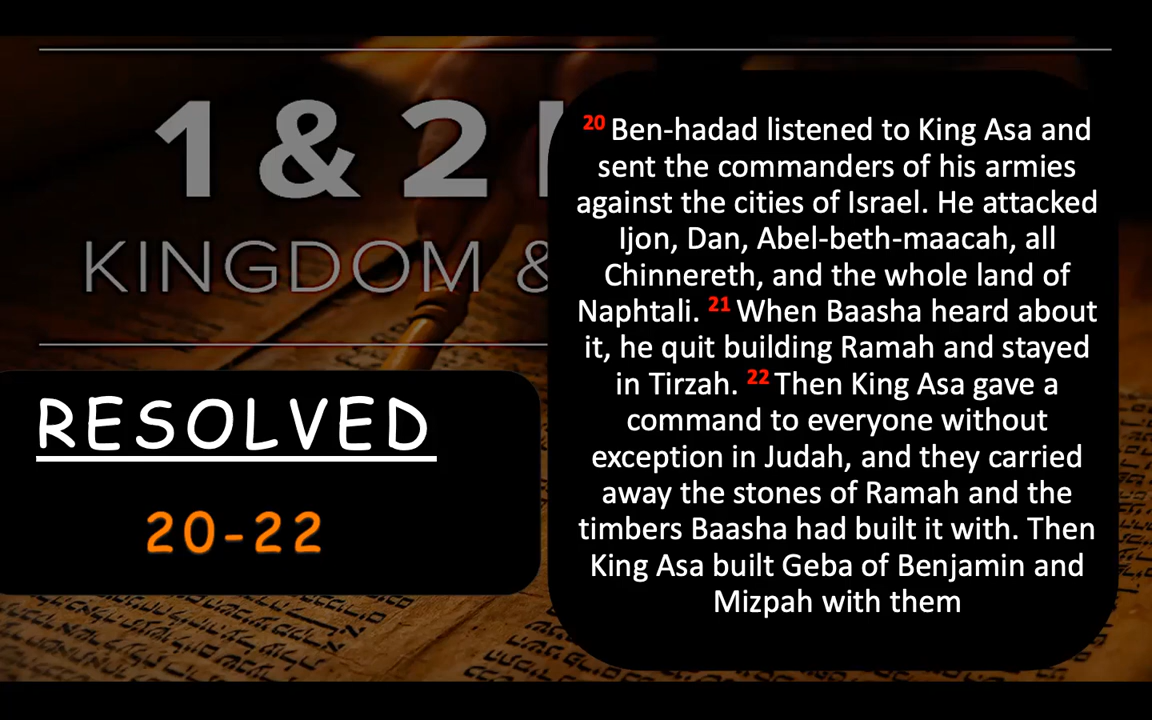 1 & 2
KINGDOM &
RESOLVED
20-22
20 Ben-hadad listened to King Asa and
sent the commanders of his armies
against the cities of Israel. He attacked
Ijon, Dan, Abel-beth-maacah, all
Chinnereth, and the whole land of
Naphtali. 21 When Baasha heard about
it, he quit building Ramah and stayed
in Tirzah. 22 Then King Asa gave a
command to everyone without
exception in Judah, and they carried
away the stones of Ramah and the
timbers Baasha had built it with. Then
King Asa built Geba of Benjamin and
Mizpah with them